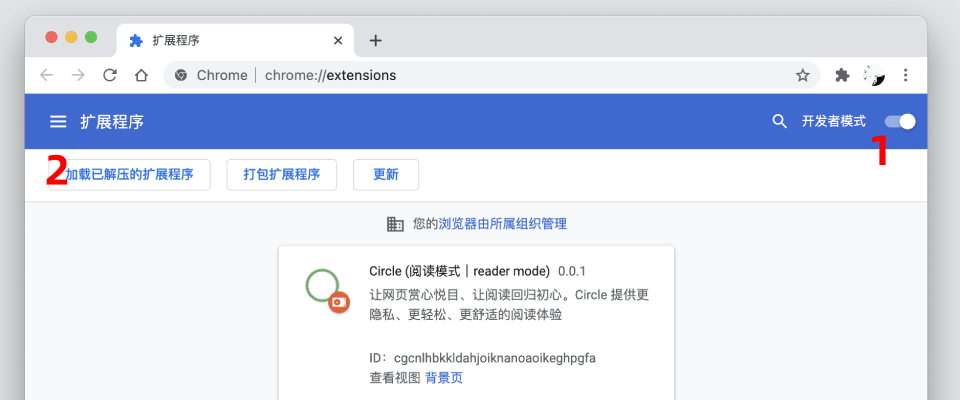 扩展程序
Chrome | chrome://extensions
扩展程序
开发者模式
1
2
加载已解压的扩展程序
打包扩展程序
更新
您的浏览器由所属组织管理
Circle (阅读模式｜reader mode) 0.0.1
让网页赏心悦目、让阅读回归初心。Circle 提供更
隐私、更轻松、更舒适的阅读体验
ID：cgcnlhbkkldahjoiknanoaoikeghpgfa
查看视图 背景页